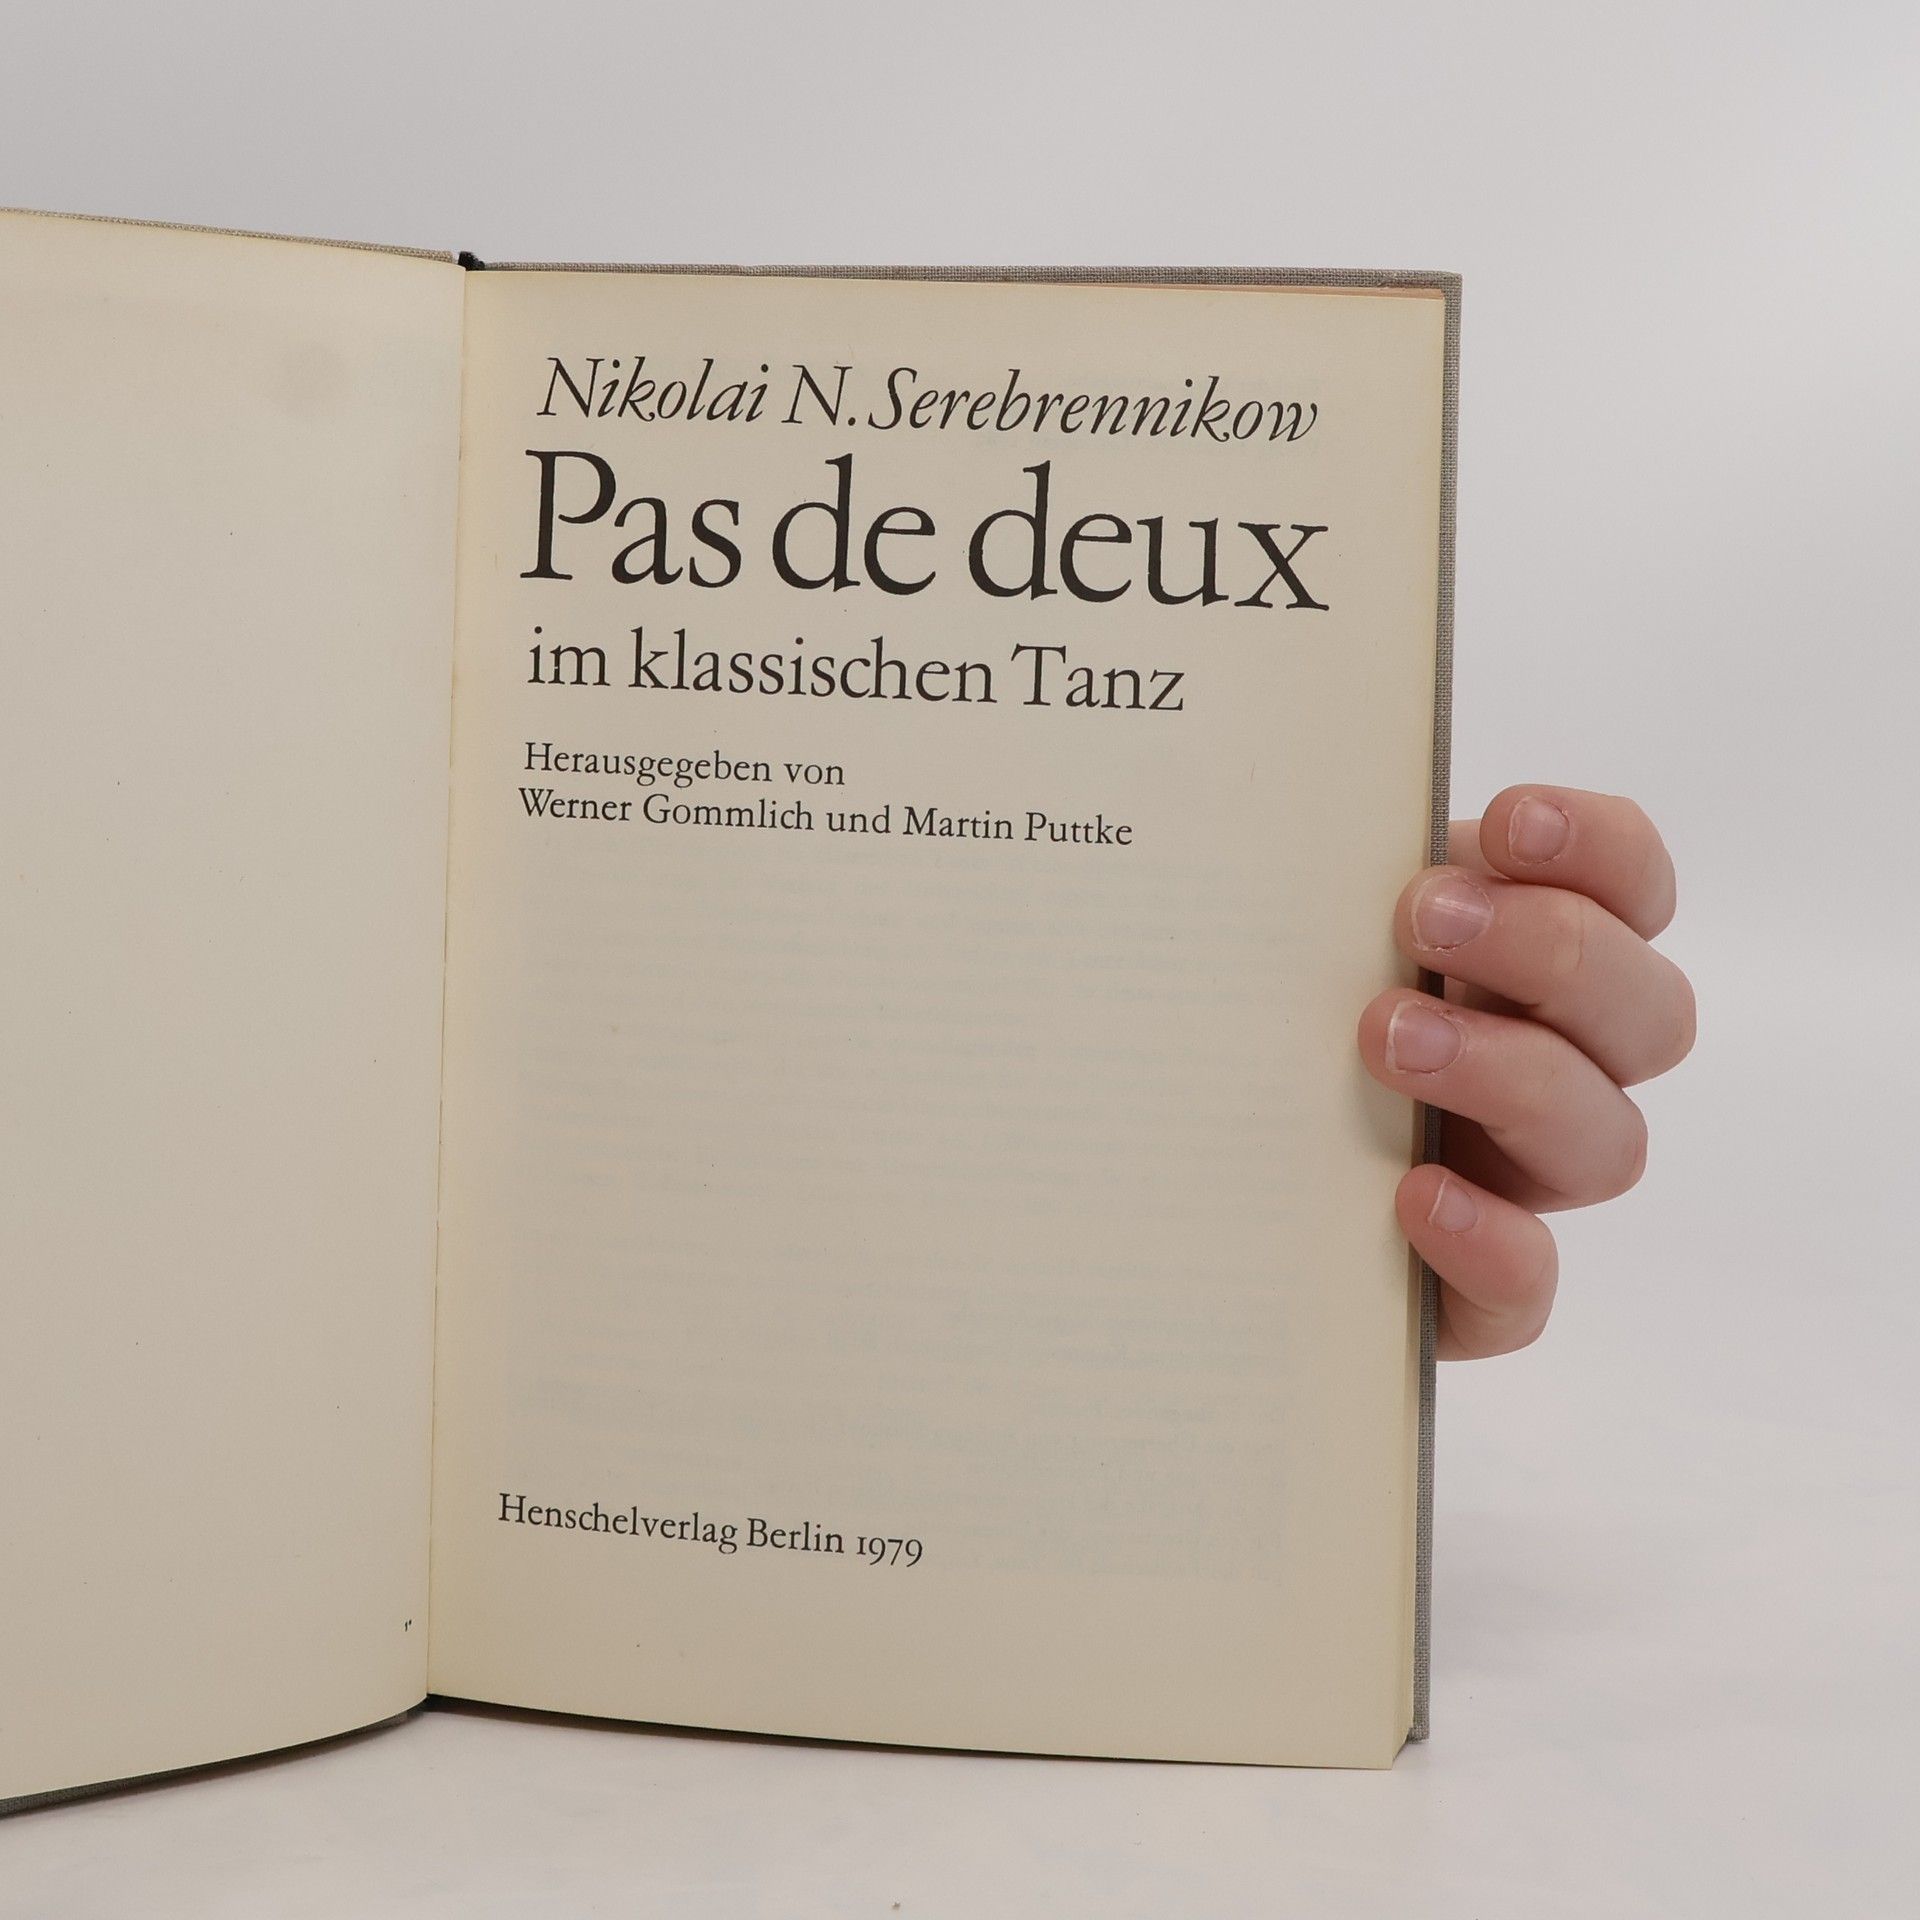 Nikolai N. Serebrennikow
Pas de deux
im klassischen Tanz
Herausgegeben von
Werner Gommlich und Martin Puttke
Henschelverlag Berlin 1979